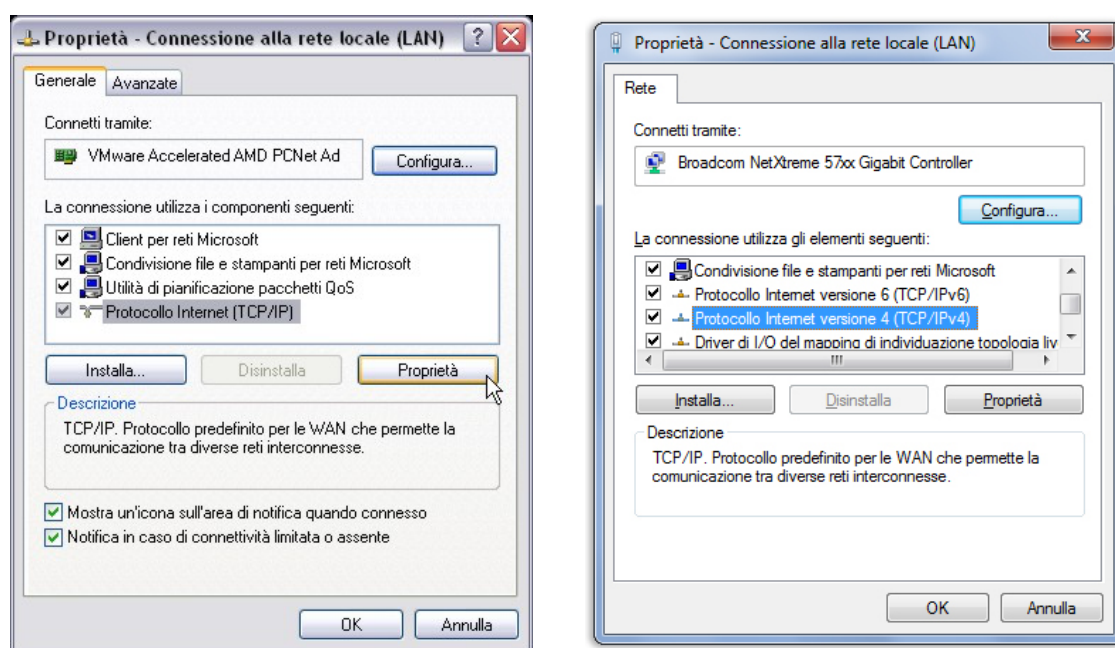 Proprietà - Connessione alla rete locale (LAN)
Generale
Avanzate
Connetti tramite:
VMware Accelerated AMD PCNet Ad
Configura...
La connessione utilizza i componenti seguenti:
Client per reti Microsoft
Condivisione file e stampanti per reti Microsoft
Utilità di pianificazione pacchetti QoS
Protocollo Internet (TCP/IP)
Installa...
Disinstalla
Proprietà
Descrizione
TCP/IP. Protocollo predefinito per le WAN che permette la
comunicazione tra diverse reti interconnesse.
Mostra un'icona sull'area di notifica quando connesso
Notifica in caso di connettività limitata o assente
OK
Annulla
Proprietà - Connessione alla rete locale (LAN)
Rete
Connetti tramite:
Broadcom NetXtreme 57xx Gigabit Controller
Configura...
La connessione utilizza gli elementi seguenti:
Condivisione file e stampanti per reti Microsoft
Protocollo Internet versione 6 (TCP/IPv6)
Protocollo Internet versione 4 (TCP/IPv4)
Driver di I/O del mapping di individuazione topologia liv
Installa...
Disinstalla
Proprietà
Descrizione
TCP/IP. Protocollo predefinito per le WAN che permette la
comunicazione tra diverse reti interconnesse.
OK
Annulla